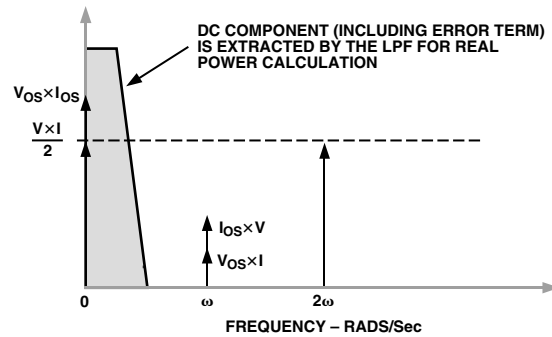 DC COMPONENT (INCLUDING ERROR TERM)
IS EXTRACTED BY THE LPF FOR REAL
POWER CALCULATION
VOS×IOS
V×I
2
IOS×V
VOS×I
0
ω
2ω
FREQUENCY – RADS/Sec